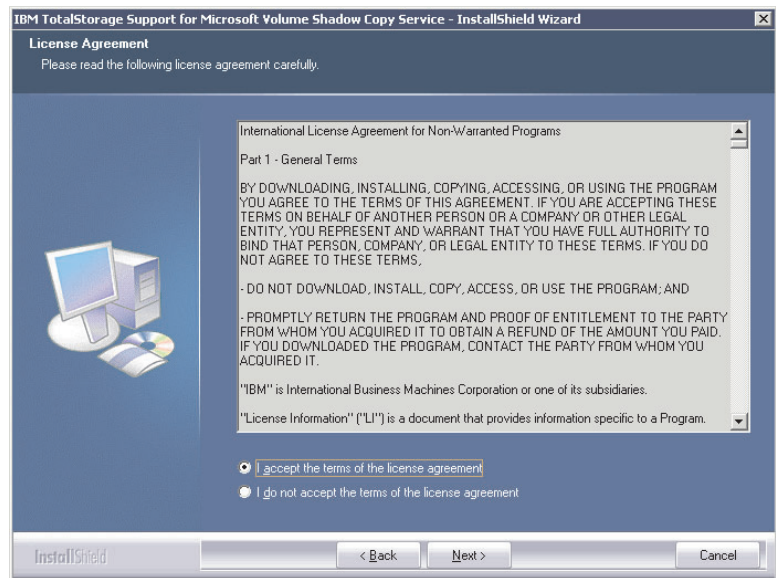 IBM TotalStorage Support for Microsoft Volume Shadow Copy Service - InstallShield Wizard
License Agreement
Please read the following license agreement carefully.
International License Agreement for Non-Warranted Programs
Part 1 - General Terms
BY DOWNLOADING, INSTALLING, COPYING, ACCESSING, OR USING THE PROGRAM
YOU AGREE TO THE TERMS OF THIS AGREEMENT. IF YOU ARE ACCEPTING THESE
TERMS ON BEHALF OF ANOTHER PERSON OR A COMPANY OR OTHER LEGAL
ENTITY, YOU REPRESENT AND WARRANT THAT YOU HAVE FULL AUTHORITY TO
BIND THAT PERSON, COMPANY, OR LEGAL ENTITY TO THESE TERMS. IF YOU DO
NOT AGREE TO THESE TERMS,
- DO NOT DOWNLOAD, INSTALL, COPY, ACCESS, OR USE THE PROGRAM; AND
- PROMPTLY RETURN THE PROGRAM AND PROOF OF ENTITLEMENT TO THE PARTY
FROM WHOM YOU ACQUIRED IT TO OBTAIN A REFUND OF THE AMOUNT YOU PAID.
IF YOU DOWNLOADED THE PROGRAM, CONTACT THE PARTY FROM WHOM YOU
ACQUIRED IT.
"IBM" is International Business Machines Corporation or one of its subsidiaries.
"License Information" ("LI") is a document that provides information specific to a Program.
I accept the terms of the license agreement
I do not accept the terms of the license agreement
InstallShield
< Back
Next >
Cancel